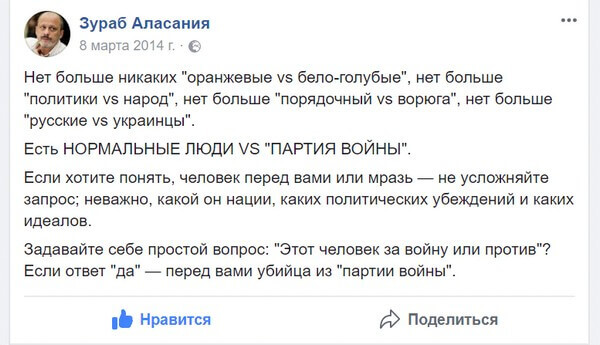 Зураб Аласания
8 марта 2014 г. ·
Нет больше никаких "оранжевые vs бело-голубые", нет больше
"политики vs народ", нет больше "порядочный vs ворюга", нет больше
"русские vs украинцы".
Есть НОРМАЛЬНЫЕ ЛЮДИ VS "ПАРТИЯ ВОЙНЫ".
Если хотите понять, человек перед вами или мразь — не усложняйте
запрос; неважно, какой он нации, каких политических убеждений и каких
идеалов.
Задавайте себе простой вопрос: "Этот человек за войну или против"?
Если ответ "да" — перед вами убийца из "партии войны".
Нравится
Поделиться